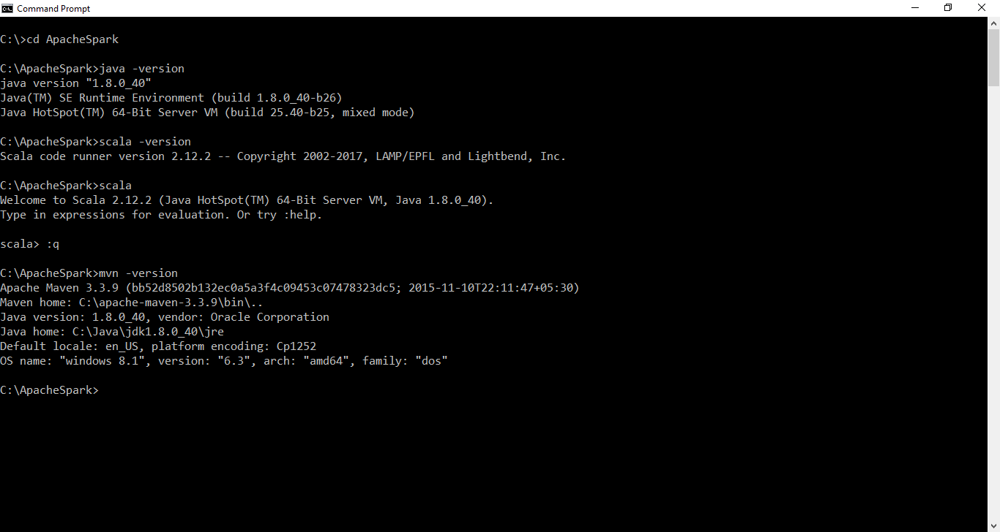 Command Prompt
C:\>cd ApacheSpark
C:\ApacheSpark>java -version
java version "1.8.0_40"
Java(TM) SE Runtime Environment (build 1.8.0_40-b26)
Java HotSpot(TM) 64-Bit Server VM (build 25.40-b25, mixed mode)
C:\ApacheSpark>scala -version
Scala code runner version 2.12.2 -- Copyright 2002-2017, LAMP/EPFL and Lightbend, Inc.
C:\ApacheSpark>scala
Welcome to Scala 2.12.2 (Java HotSpot(TM) 64-Bit Server VM, Java 1.8.0_40).
Type in expressions for evaluation. Or try :help.
scala> :q
C:\ApacheSpark>mvn -version
Apache Maven 3.3.9 (bb52d8502b132ec0a5a3f4c09453c07478323dc5; 2015-11-10T22:11:47+05:30)
Maven home: C:\apache-maven-3.3.9\bin\..
Java version: 1.8.0_40, vendor: Oracle Corporation
Java home: C:\Java\jdk1.8.0_40\jre
Default locale: en_US, platform encoding: Cp1252
OS name: "windows 8.1", version: "6.3", arch: "amd64", family: "dos"
C:\ApacheSpark>